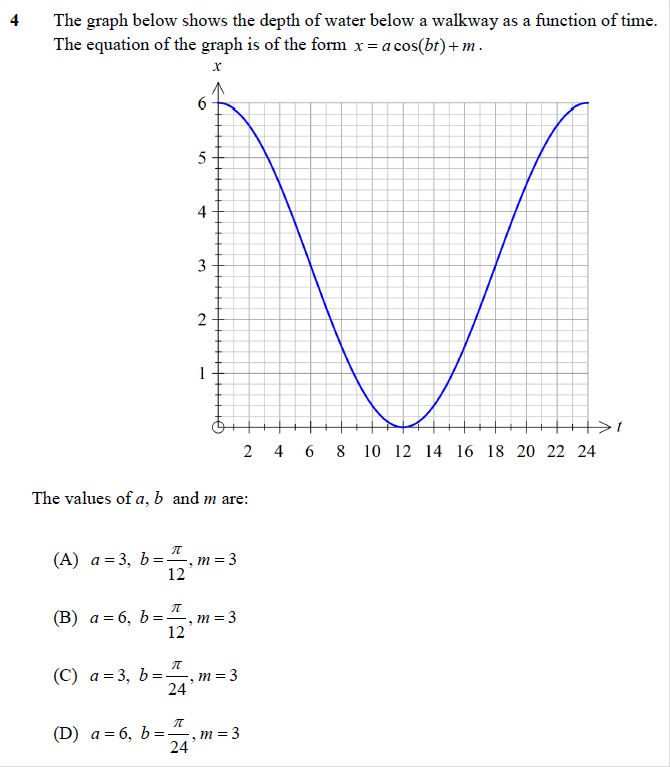 4 The graph below shows the depth of water below a walkway as a function of time.
The equation of the graph is of the form x = a cos(bt) + m .
x
6
5
4
3
2
1
t
2 4 6 8 10 12 14 16 18 20 22 24
The values of a, b and m are:
(A) a = 3, b = π/12, m = 3
(B) a = 6, b = π/12, m = 3
(C) a = 3, b = π/24, m = 3
(D) a = 6, b = π/24, m = 3